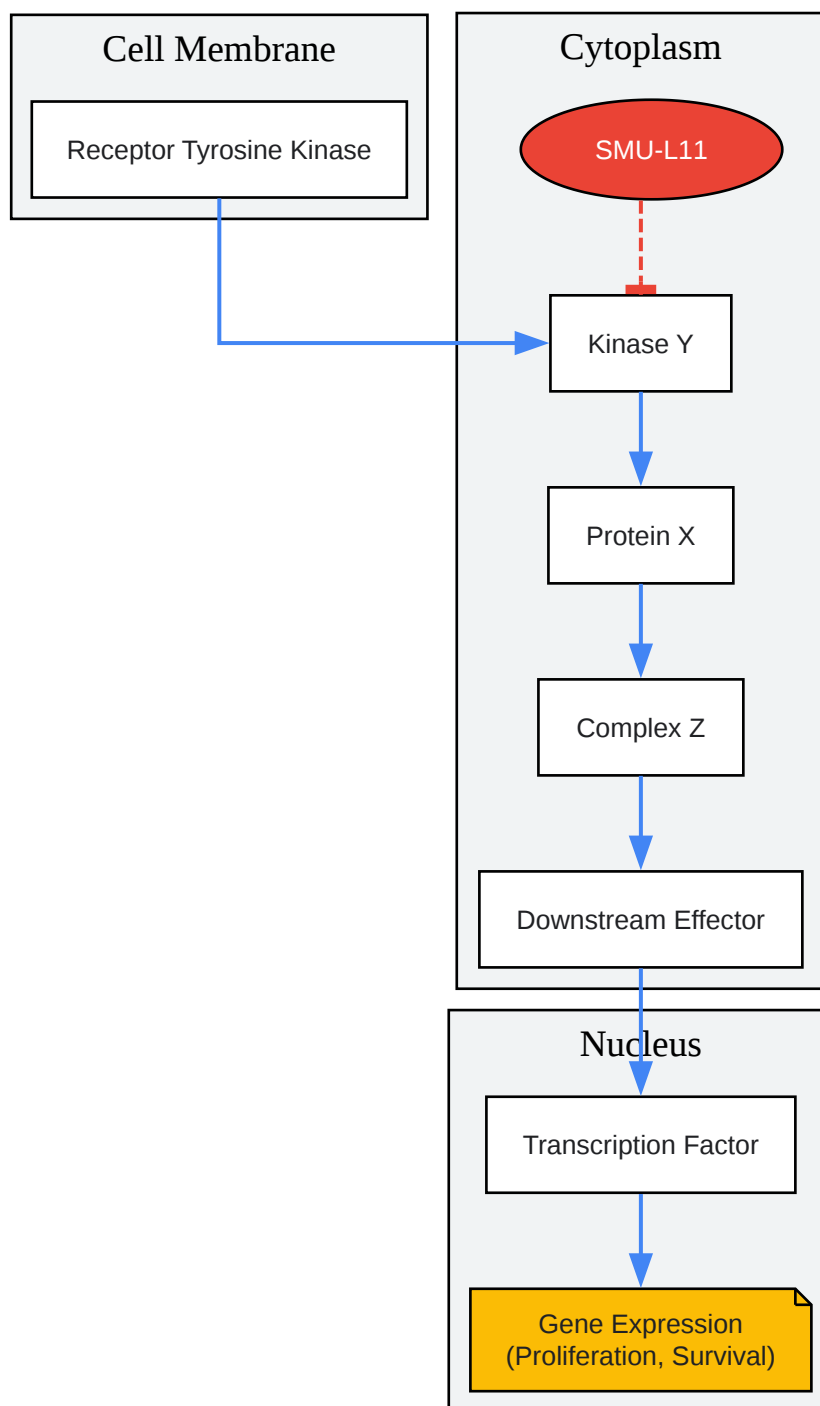 Cell Membrane
Receptor Tyrosine Kinase
Cytoplasm
SMU-L11
Kinase Y
Protein X
Complex Z
Downstream Effector
Nucleus
Transcription Factor
Gene Expression
(Proliferation, Survival)